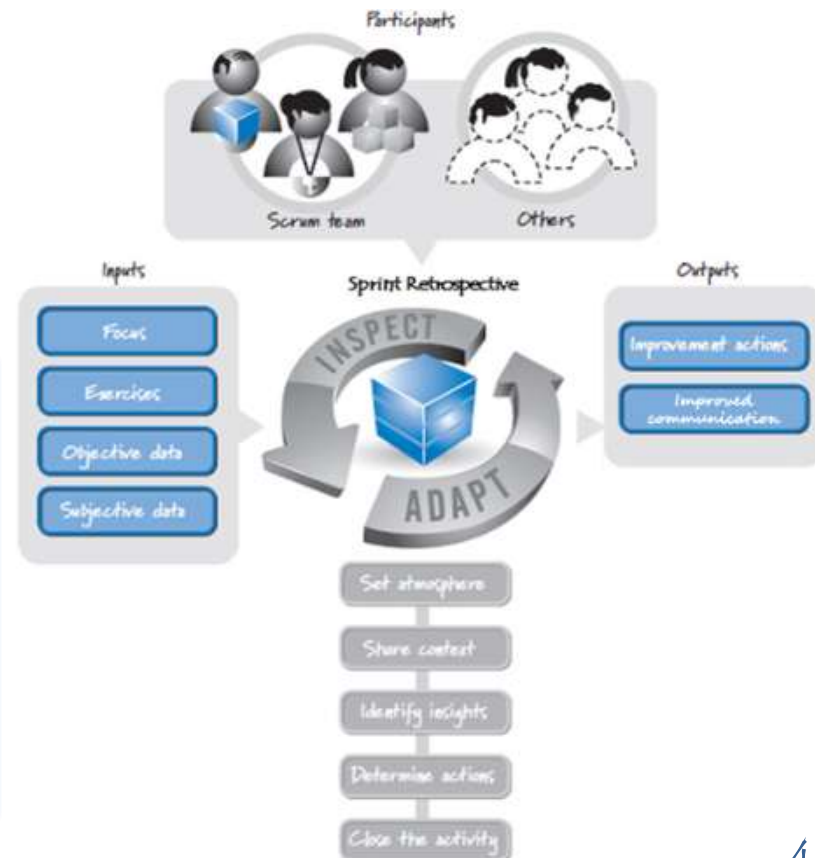 Participants
Scrum team
Others
Inputs
Focus
Exercises
Objective data
Subjective data
Sprint Retrospective
INSPECT
ADAPT
Outputs
Improvement actions
Improved
communication
Set atmosphere
Share context
Identify insights
Determine actions
Close the activity